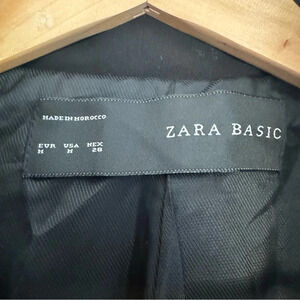 MADE IN MOROCCO
ZARA BASIC
EUR USA MEX
M M 28